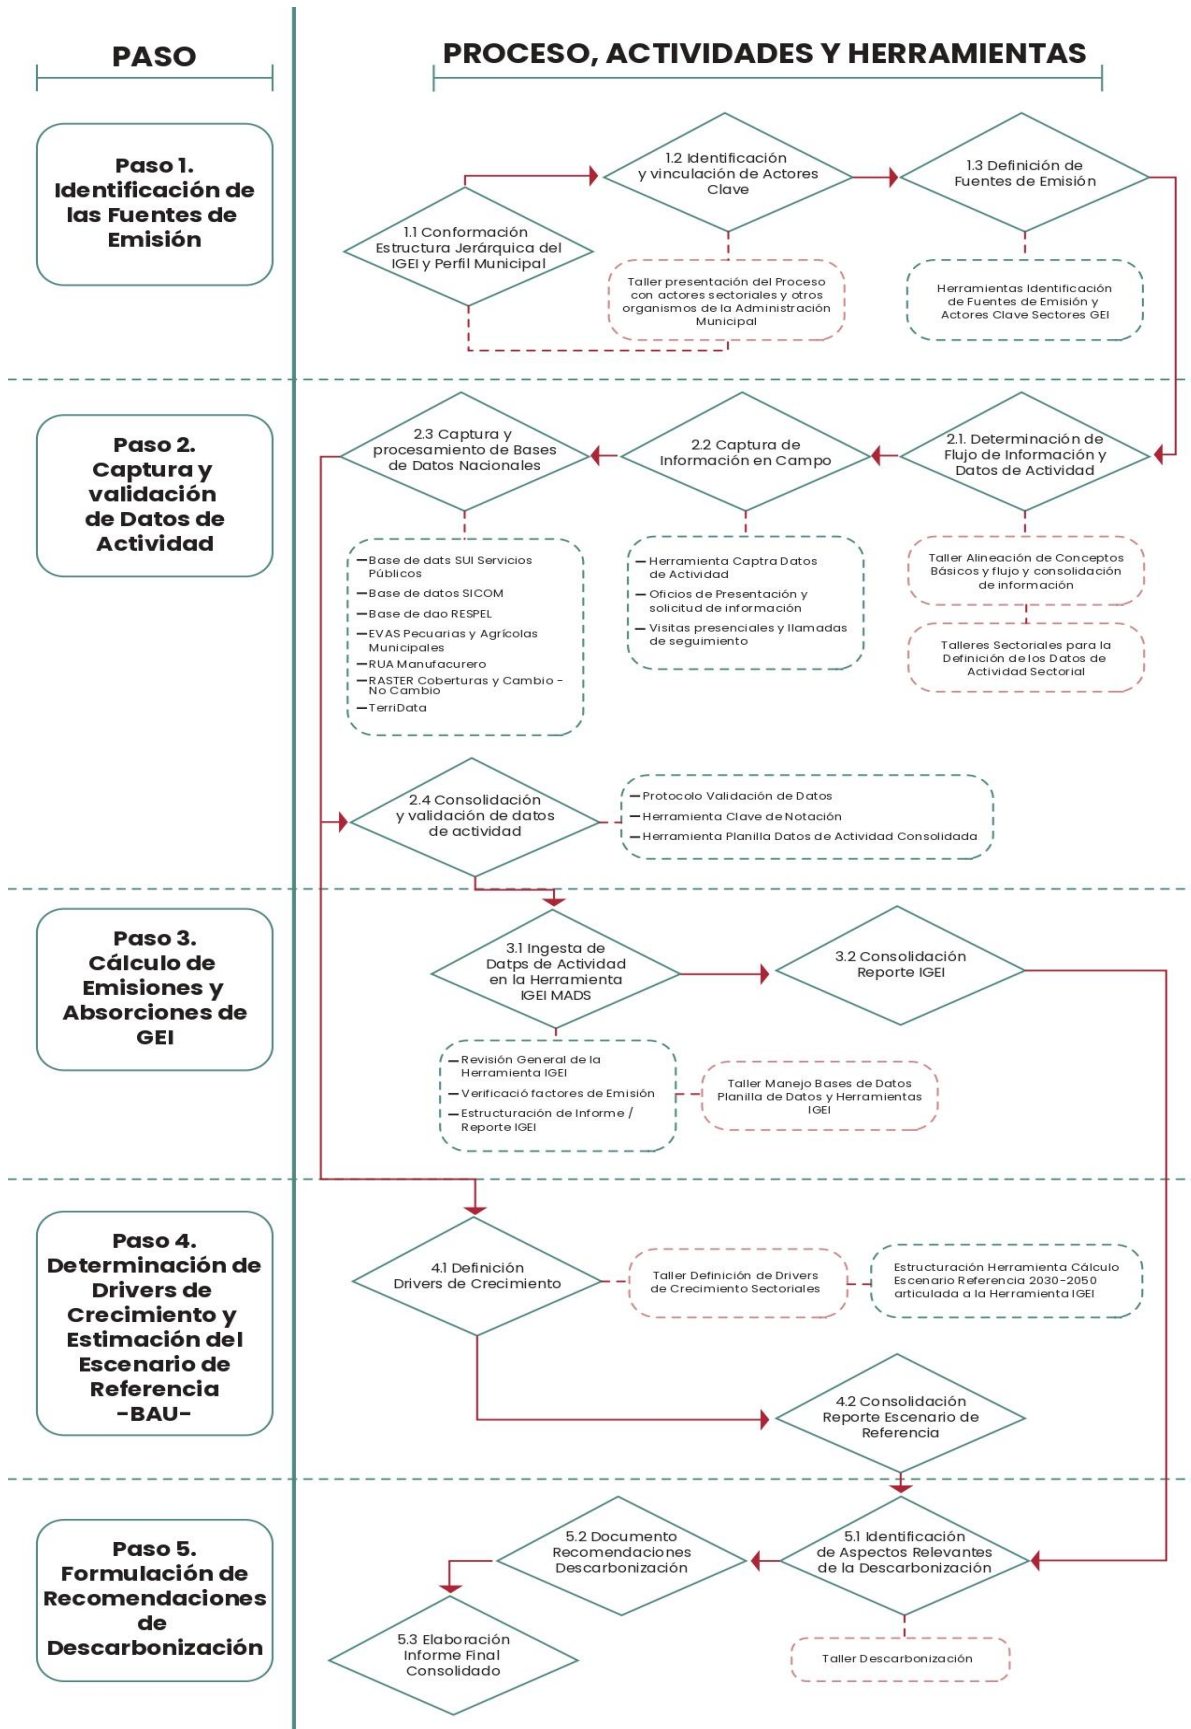 PASO
PROCESO, ACTIVIDADES Y HERRAMIENTAS
Paso 1.
Identificación de
las Fuentes de
Emisión
1.1 Conformación
Estructura Jerárquica del
IGEI y Perfil Municipal
1.2 Identificación
y vinculación de Actores
Clave
1.3 Definición de
Fuentes de Emisión
Taller presentación del Proceso
con actores sectoriales y otros
organismos de la Administración
Municipal
Herramientas Identificación
de Fuentes de Emisión y
Actores Clave Sectores GEI
Paso 2.
Captura y
validación
de Datos de
Actividad
2.3 Captura y
procesamiento de Bases
de Datos Nacionales
2.2 Captura de
Información en Campo
2.1. Determinación de
Flujo de Información y
Datos de Actividad
—Base de dats SUI Servicios
Públicos
—Base de datos SICOM
—Base de dao RESPEL
—EVAS Pecuarias y Agrícolas
Municipales
—RUA Manufacurero
—RASTER Coberturas y Cambio -
No Cambio
—TerriData
—Herramienta Captra Datos
de Actividad
—Oficios de Presentación y
solicitud de información
—Visitas presenciales y llamadas
de seguimiento
Taller Alineación de Conceptos
Básicos y flujo y consolidación
de información
Talleres Sectoriales para la
Definición de los Datos de
Actividad Sectorial
2.4 Consolidación
y validación de datos
de actividad
—Protocolo Validación de Datos
—Herramienta Clave de Notación
—Herramienta Planilla Datos de Actividad Consolidada
Paso 3.
Cálculo de
Emisiones y
Absorciones de
GEI
3.1 Ingesta de
Datps de Actividad
en la Herramienta
IGEI MADS
3.2 Consolidación
Reporte IGEI
—Revisión General de la
Herramienta IGEI
—Verificació factores de Emisión
—Estructuración de Informe /
Reporte IGEI
Taller Manejo Bases de Datos
Planilla de Datos y Herramientas
IGEI
Paso 4.
Determinación de
Drivers de
Crecimiento y
Estimación del
Escenario de
Referencia
-BAU-
4.1 Definición
Drivers de Crecimiento
Taller Definición de Drivers
de Crecimiento Sectoriales
Estructuración Herramienta Cálculo
Escenario Referencia 2030-2050
articulada a la Herramienta IGEI
4.2 Consolidación
Reporte Escenario de
Referencia
Paso 5.
Formulación de
Recomendaciones
de
Descarbonización
5.2 Documento
Recomendaciones
Descarbonización
5.1 Identificación
de Aspectos Relevantes
de la Descarbonización
5.3 Elaboración
Informe Final
Consolidado
Taller Descarbonización